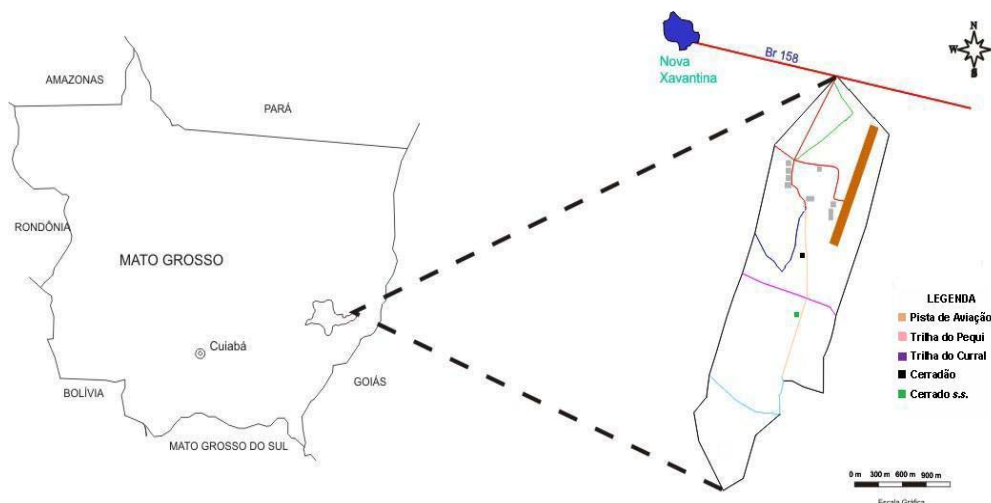 AMAZONAS
PARÁ
RONDÔNIA
MATO GROSSO
Cuiabá
BOLÍVIA
GOIÁS
MATO GROSSO DO SUL
Nova
Xavantina
Br 158
N
W
E
S
LEGENDA
Pista de Aviação
Trilha do Pequi
Trilha do Curral
Cerradão
Cerrado s.s.
0 m 300 m 600 m 900 m
Escala Gráfica